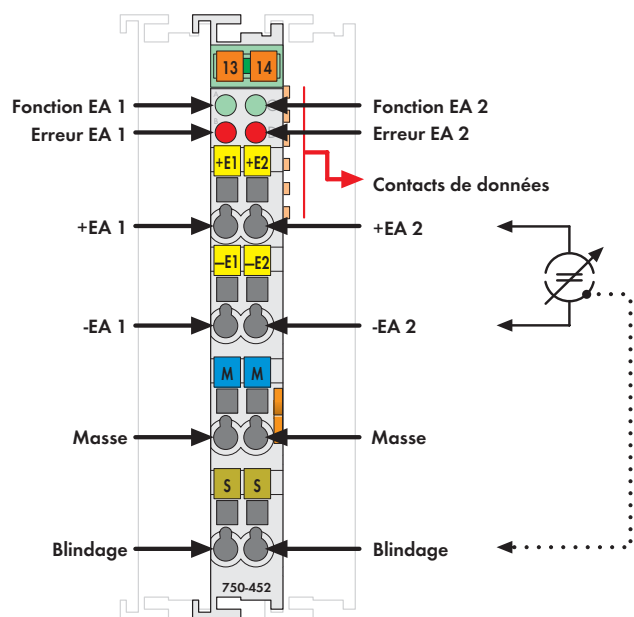 13 14
A C
Fonction EA 1
Fonction EA 2
Erreur EA 1
Erreur EA 2
+E1 +E2
Contacts de données
+EA 1
+EA 2
—E1 —E2
-EA 1
-EA 2
M M
Masse
Masse
S S
Blindage
Blindage
750-452